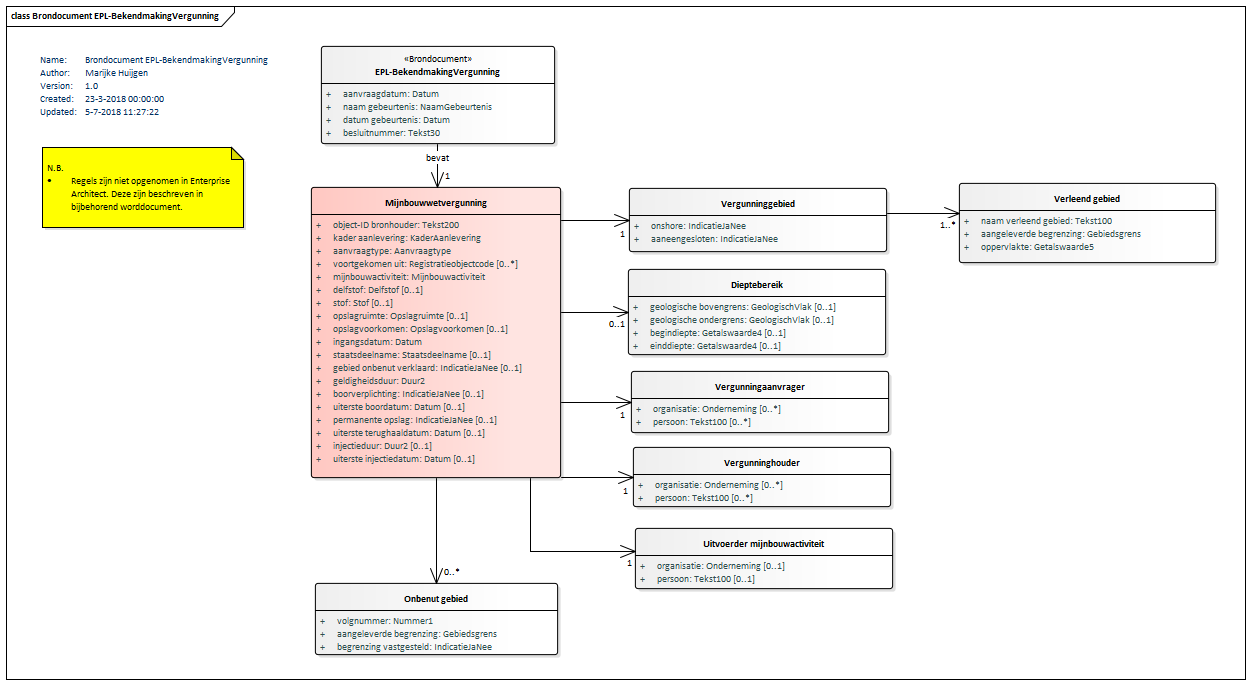 class Brondocument EPL-BekendmakingVergunning
Name: Brondocument EPL-BekendmakingVergunning
Author: Marijke Huijgen
Version: 1.0
Created: 23-3-2018 00:00:00
Updated: 5-7-2018 11:27:22
N.B.
• Regels zijn niet opgenomen in Enterprise
Architect. Deze zijn beschreven in
bijbehorend worddocument.
«Brondocument»
EPL-BekendmakingVergunning
+ aanvraagdatum: Datum
+ naam gebeurtenis: NaamGebeurtenis
+ datum gebeurtenis: Datum
+ besluitnummer: Tekst30
bevat
1
Mijnbouwwetvergunning
+ object-ID bronhouder: Tekst200
+ kader aanlevering: KaderAanlevering
+ aanvraagtype: Aanvraagtype
+ voortgekomen uit: Registratieobjectcode [0..*]
+ mijnbouwactiviteit: Mijnbouwactiviteit
+ delfstof: Delfstof [0..1]
+ stof: Stof [0..1]
+ opslagruimte: Opslagruimte [0..1]
+ opslagvoorkomen: Opslagvoorkomen [0..1]
+ ingangsdatum: Datum
+ staatsdeelname: Staatsdeelname [0..1]
+ gebied onbenut verklaard: IndicatieJaNee [0..1]
+ geldigheidsduur: Duur2
+ boorverplichting: IndicatieJaNee [0..1]
+ uiterste boordatum: Datum [0..1]
+ permanente opslag: IndicatieJaNee [0..1]
+ uiterste terughaaldatum: Datum [0..1]
+ injectieduur: Duur2 [0..1]
+ uiterste injectiedatum: Datum [0..1]
1
Vergunninggebied
+ onshore: IndicatieJaNee
+ aaneengesloten: IndicatieJaNee
1..*
Verleend gebied
+ naam verleend gebied: Tekst100
+ aangeleverde begrenzing: Gebiedsgrens
+ oppervlakte: Getalswaarde5
0..1
Dieptebereik
+ geologische bovengrens: GeologischVlak [0..1]
+ geologische ondergrens: GeologischVlak [0..1]
+ begindiepte: Getalswaarde4 [0..1]
+ einddiepte: Getalswaarde4 [0..1]
1
Vergunningaanvrager
+ organisatie: Onderneming [0..*]
+ persoon: Tekst100 [0..*]
1
Vergunninghouder
+ organisatie: Onderneming [0..*]
+ persoon: Tekst100 [0..*]
1
Uitvoerder mijnbouwactiviteit
+ organisatie: Onderneming [0..1]
+ persoon: Tekst100 [0..1]
0..*
Onbenut gebied
+ volgnummer: Nummer1
+ aangeleverde begrenzing: Gebiedsgrens
+ begrenzing vastgesteld: IndicatieJaNee